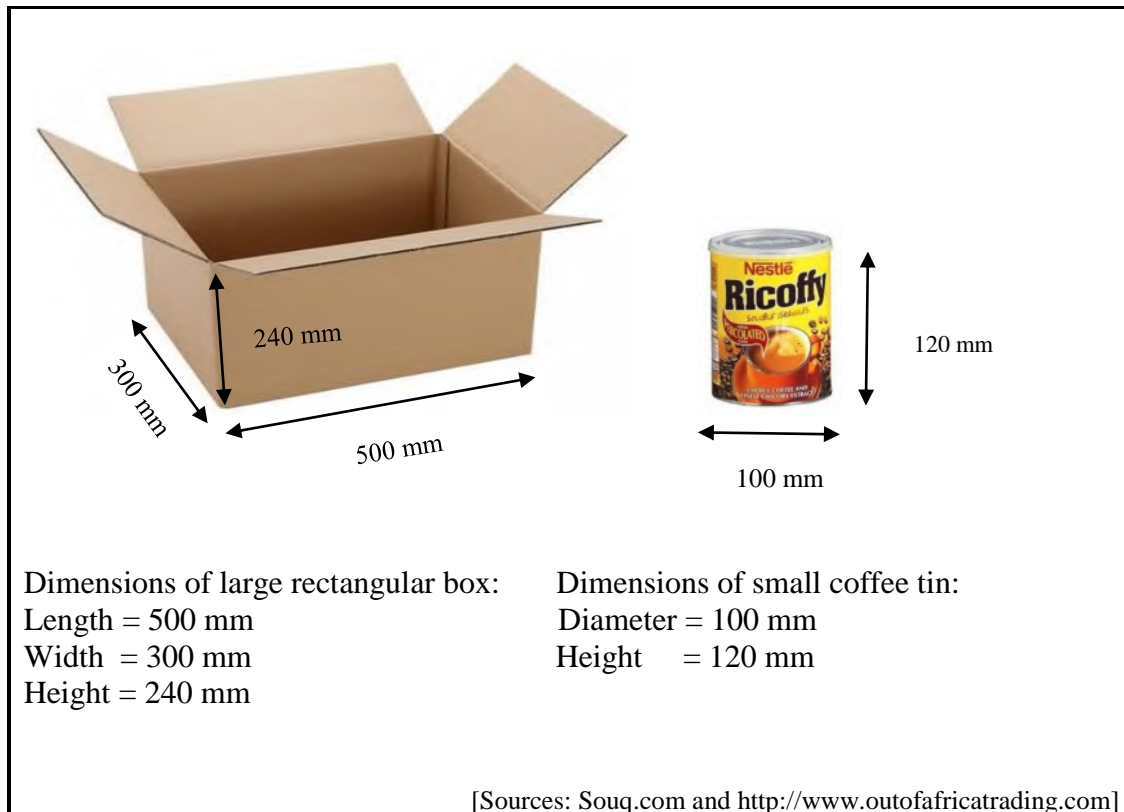 240 mm
300 mm
500 mm
Nestlé
Ricoffy
120 mm
100 mm
Dimensions of large rectangular box:
Length = 500 mm
Width = 300 mm
Height = 240 mm
Dimensions of small coffee tin:
Diameter = 100 mm
Height = 120 mm
[Sources: Souq.com and http://www.outofafricatrading.com]